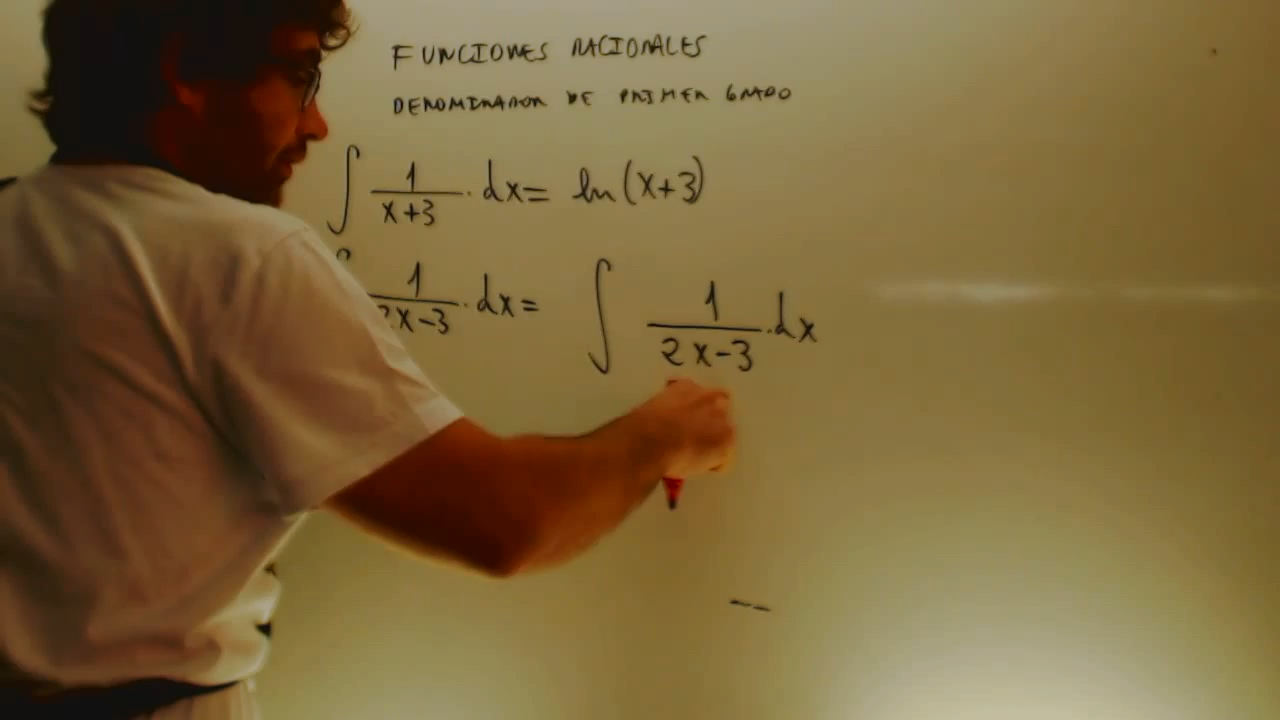 FUNCIONES RACIONALES
DENOMINADOR DE PRIMER GRADO
∫ 1/(x+3) · dx = ln(x+3)
1/(2x-3) · dx = ∫ 1/(2x-3) · dx